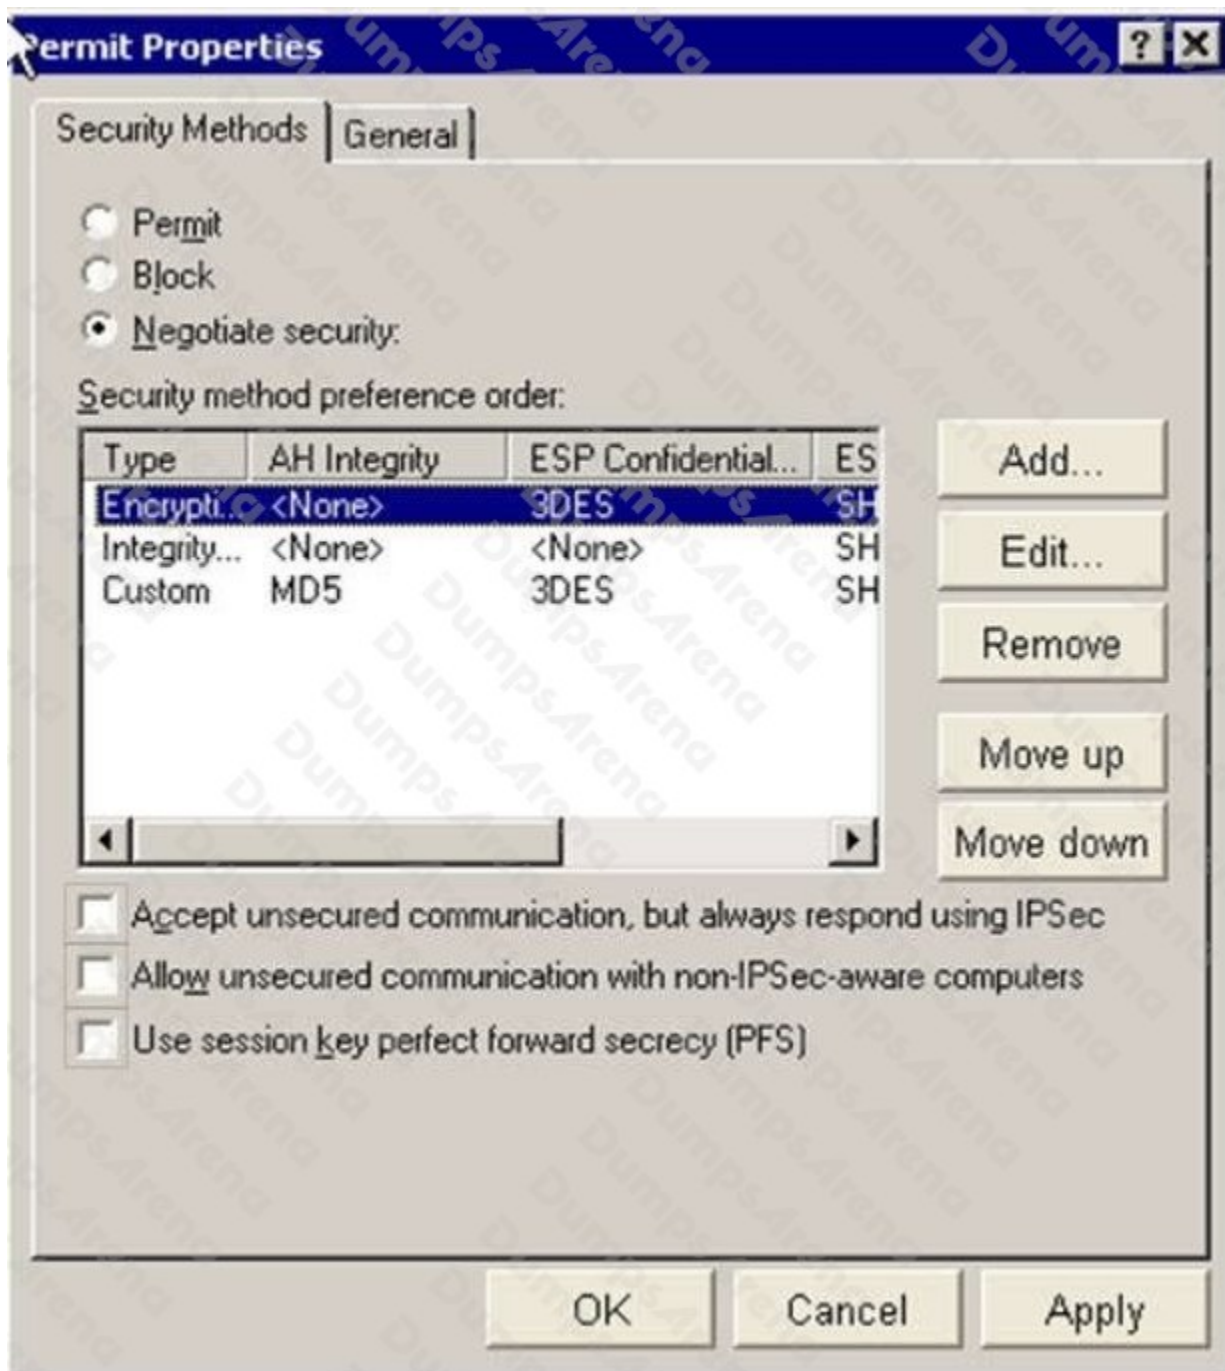 Permit Properties
Security Methods General
Permit
Block
Negotiate security:
Security method preference order:
Type AH Integrity ESP Confidential... ES
Encrypti... <None> 3DES SH
Integrity... <None> <None> SH
Custom MD5 3DES SH
Add...
Edit...
Remove
Move up
Move down
Accept unsecured communication, but always respond using IPSec
Allow unsecured communication with non-IPSec-aware computers
Use session key perfect forward secrecy (PFS)
OK Cancel Apply
DumpsArena